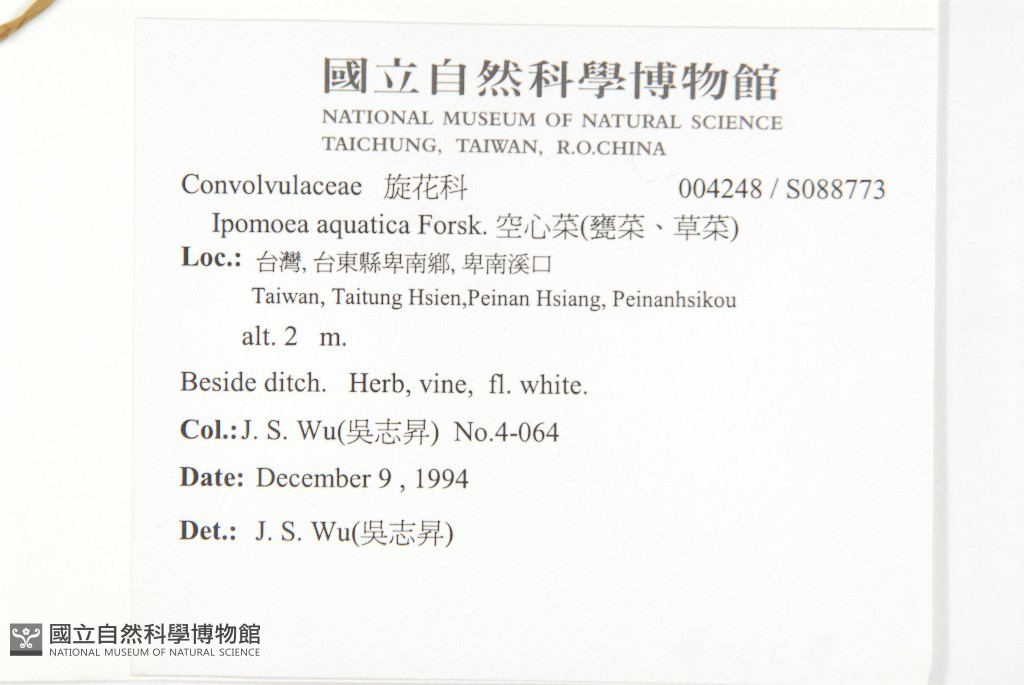 國立自然科學博物館
NATIONAL MUSEUM OF NATURAL SCIENCE
TAICHUNG, TAIWAN, R.O.CHINA
Convolvulaceae 旋花科 004248 / S088773
Ipomoea aquatica Forsk. 空心菜(甕菜、草菜)
Loc.: 台灣, 台東縣卑南鄉, 卑南溪口
Taiwan, Taitung Hsien,Peinan Hsiang, Peinanhsikou
alt. 2 m.
Beside ditch. Herb, vine, fl. white.
Col.:J. S. Wu(吳志昇) No.4-064
Date: December 9 , 1994
Det.: J. S. Wu(吳志昇)
國立自然科學博物館
NATIONAL MUSEUM OF NATURAL SCIENCE